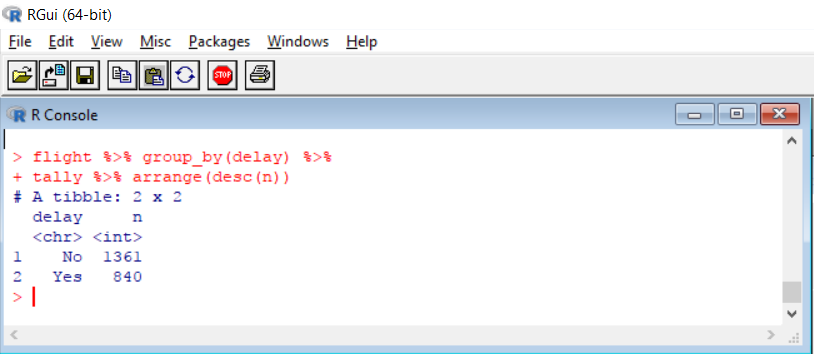 RGui (64-bit)
File Edit View Misc Packages Windows Help
STOP
R Console
> flight %>% group_by(delay) %>%
+ tally %>% arrange(desc(n))
# A tibble: 2 x 2
  delay     n
  <chr> <int>
1    No  1361
2   Yes   840
>